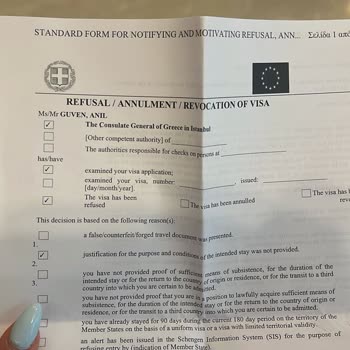 STANDARD FORM FOR NOTIFYING AND MOTIVATING REFUSAL, ANN... Σελίδα 1 από
REFUSAL / ANNULMENT / REVOCATION OF VISA
Ms/Mr GUVEN, ANIL
The Consulate General of Greece in Istanbul
[Other competent authority] of
The authorities responsible for checks on persons at
has/have
examined your visa application;
examined your visa, number: , issued:
[day/month/year].
The visa has been refused
The visa has been annulled
The visa has b
revo
This decision is based on the following reason(s):
1. a false/counterfeit/forged travel document was presented.
2. justification for the purpose and conditions of the intended stay was not provided.
3. you have not provided proof of sufficient means of subsistence, for the duration of the
intended stay or for the return to the country of origin or residence, or for the transit to a third
country into which you are certain to be admitted.
you have not provided proof that you are in a position to lawfully acquire sufficient means of
subsistence, for the duration of the intended stay or for the return to the country of origin or
residence, or for the transit to a third country into which you are certain to be admitted.
you have already stayed for 90 days during the current 180 day period on the territory of the
Member States on the basis of a uniform visa or a visa with limited territorial validity.
an alert has been issued in the Schengen Information System (SIS) for the purpose of
refusing entry by (indication of Member State).